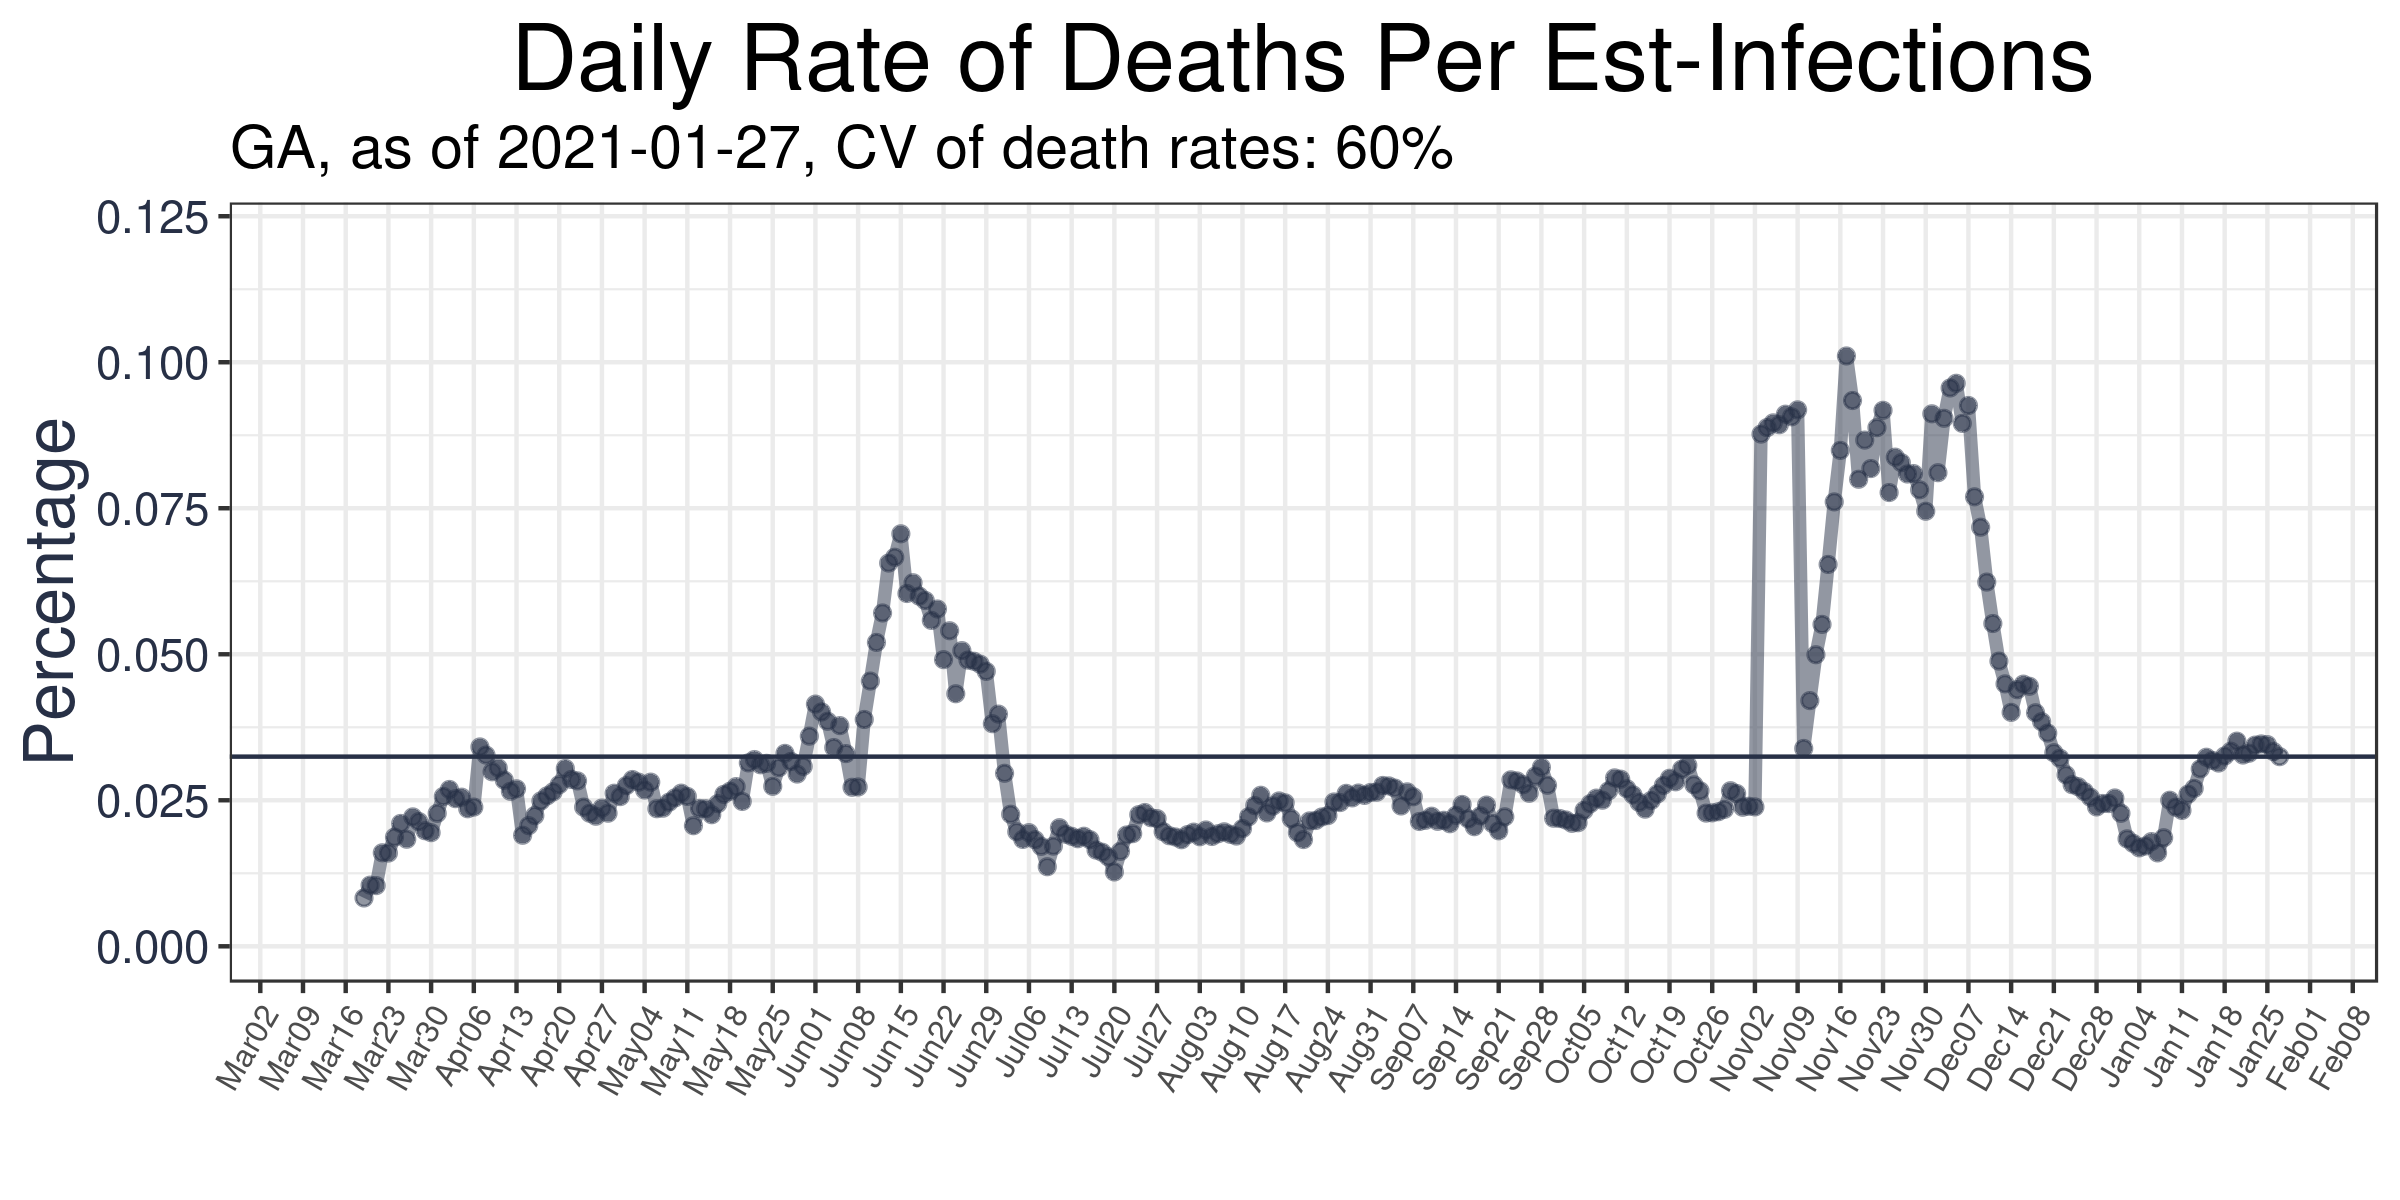 Daily Rate of Deaths Per Est-Infections
GA, as of 2021-01-27, CV of death rates: 60%
Percentage
0.125
0.100
0.075
0.050
0.025
0.000
Mar02
Mar09
Mar16
Mar23
Mar30
Apr06
Apr13
Apr20
Apr27
May04
May11
May18
May25
Jun01
Jun08
Jun15
Jun22
Jun29
Jul06
Jul13
Jul20
Jul27
Aug03
Aug10
Aug17
Aug24
Aug31
Sep07
Sep14
Sep21
Sep28
Oct05
Oct12
Oct19
Oct26
Nov02
Nov09
Nov16
Nov23
Nov30
Dec07
Dec14
Dec21
Dec28
Jan04
Jan11
Jan18
Jan25
Feb01
Feb08